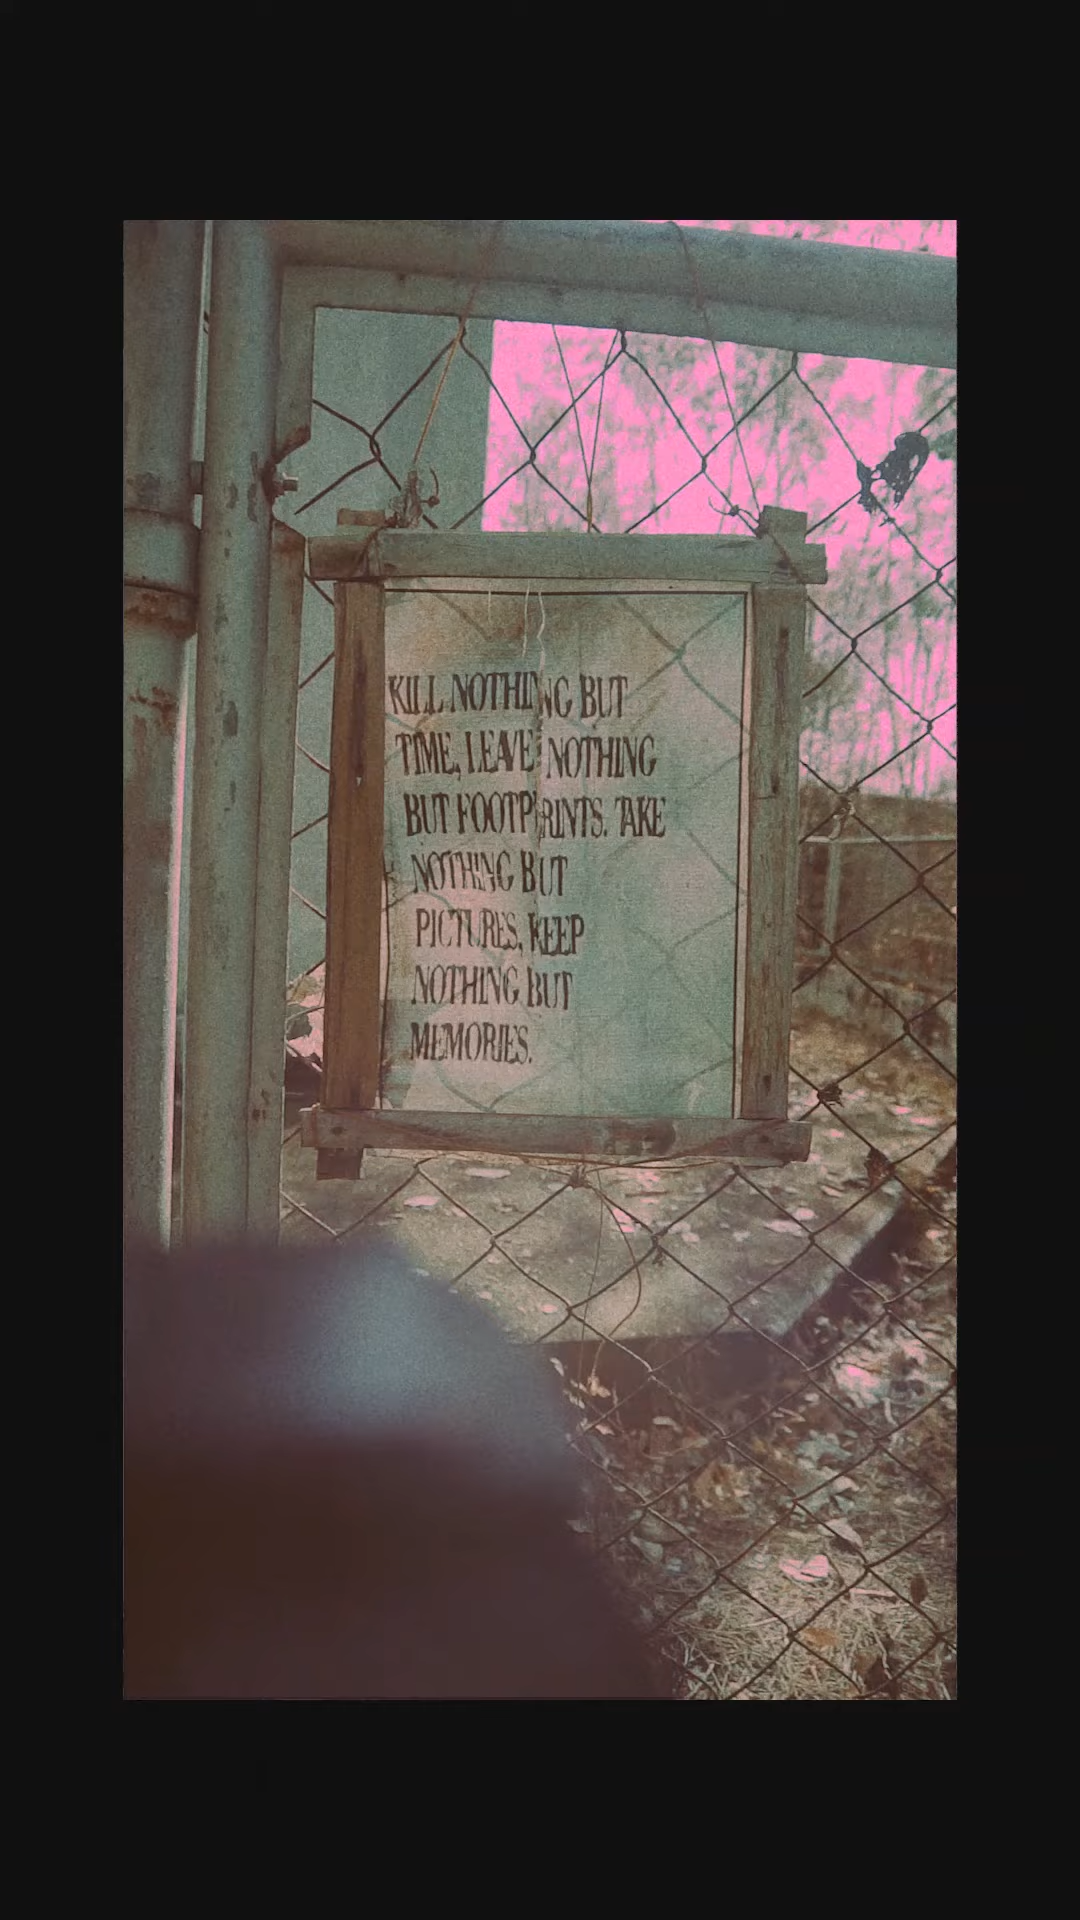 KILL NOTHING BUT
TIME, LEAVE NOTHING
BUT FOOTPRINTS. TAKE
NOTHING BUT
PICTURES, KEEP
NOTHING BUT
MEMORIES.